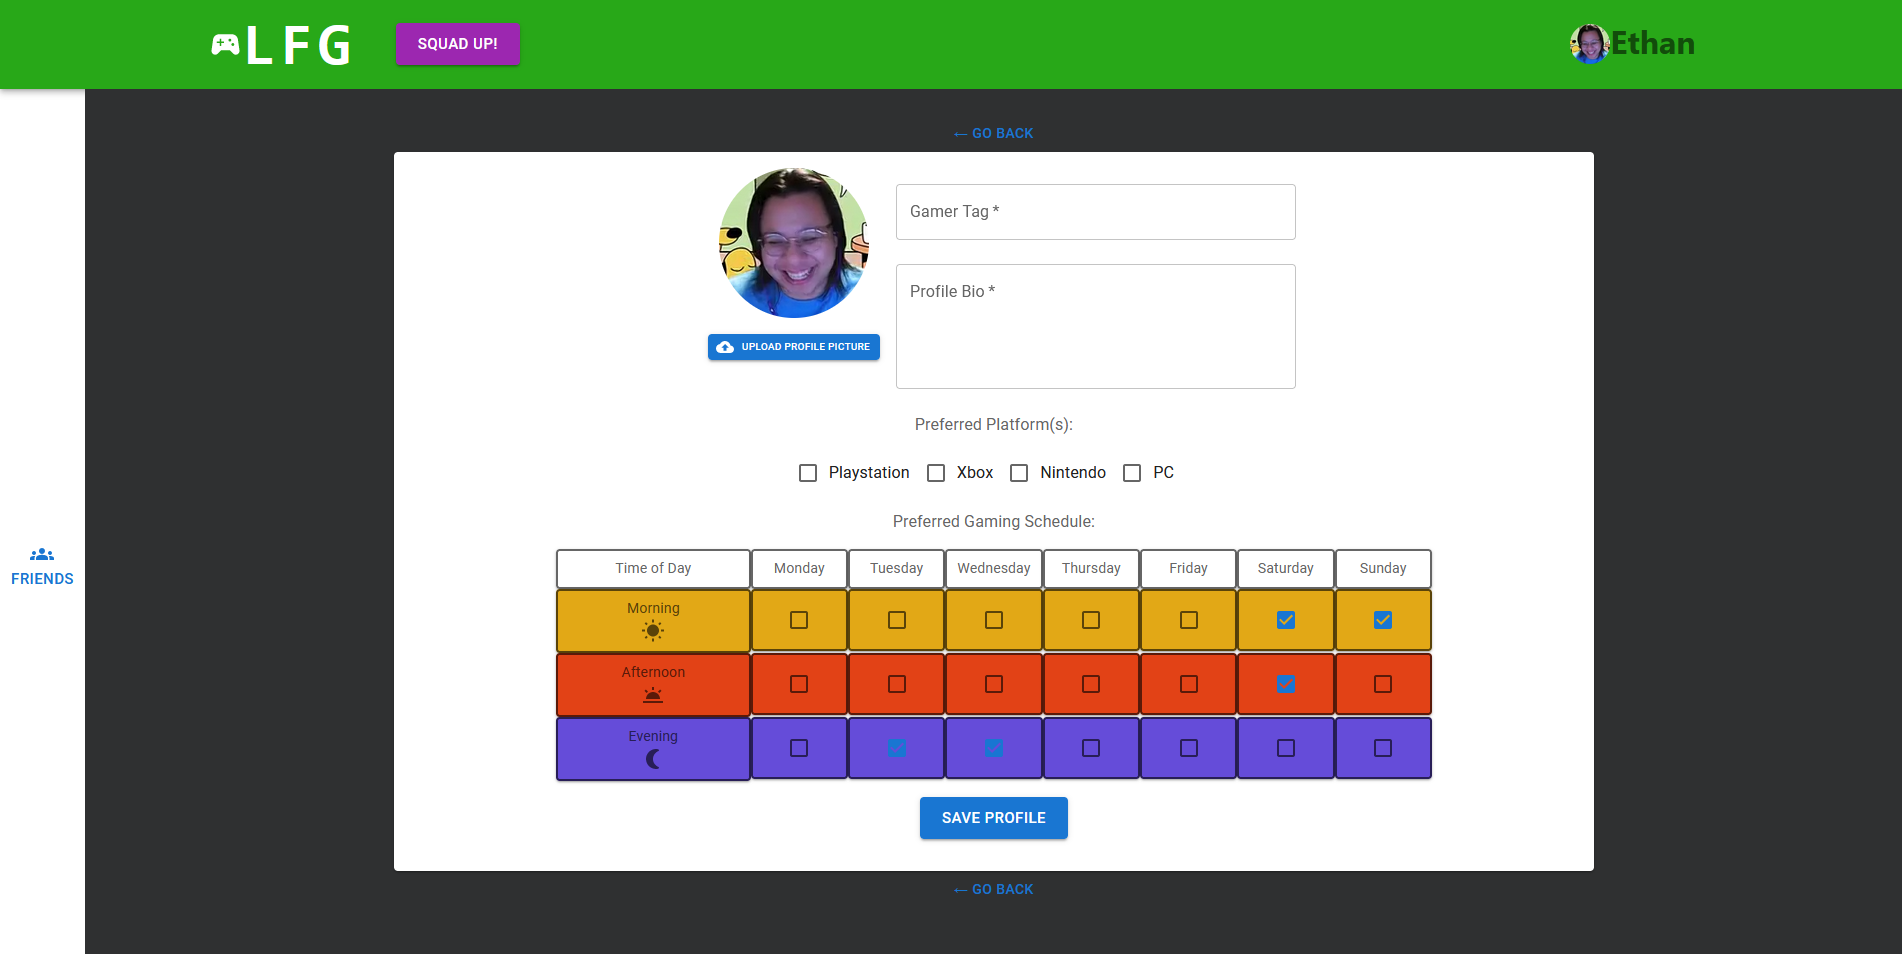 LFG SQUAD UP! Ethan
← GO BACK
Gamer Tag *
Profile Bio *
UPLOAD PROFILE PICTURE
Preferred Platform(s):
Playstation Xbox Nintendo PC
Preferred Gaming Schedule:
FRIENDS
Time of Day Monday Tuesday Wednesday Thursday Friday Saturday Sunday
Morning
Afternoon
Evening
SAVE PROFILE
← GO BACK